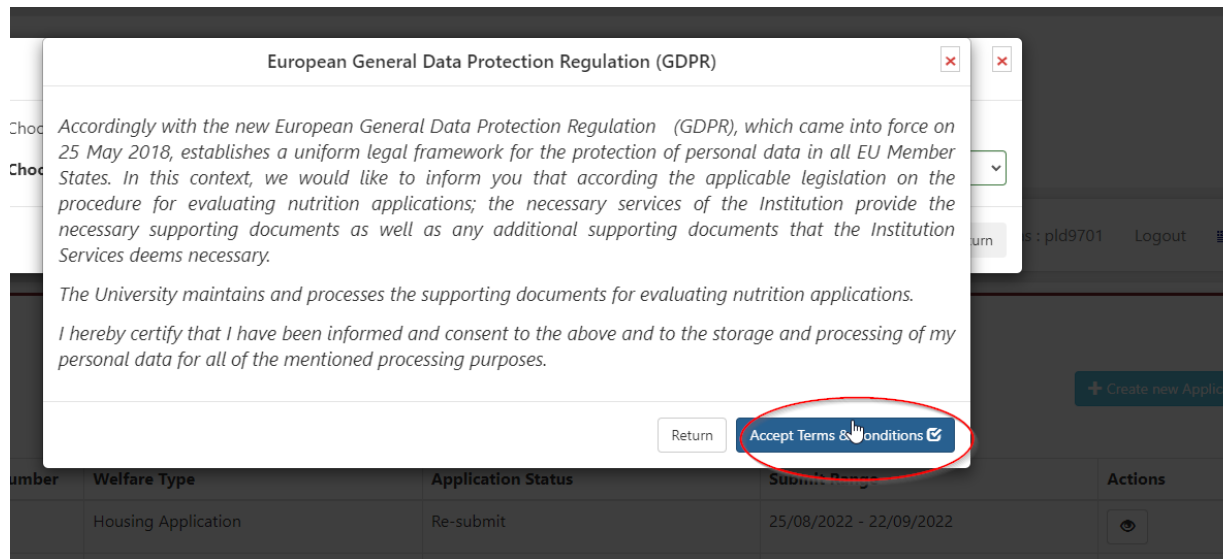 European General Data Protection Regulation (GDPR)
Accordingly with the new European General Data Protection Regulation (GDPR), which came into force on
25 May 2018, establishes a uniform legal framework for the protection of personal data in all EU Member
States. In this context, we would like to inform you that according the applicable legislation on the
procedure for evaluating nutrition applications; the necessary services of the Institution provide the
necessary supporting documents as well as any additional supporting documents that the Institution
Services deems necessary.
The University maintains and processes the supporting documents for evaluating nutrition applications.
I hereby certify that I have been informed and consent to the above and to the storage and processing of my
personal data for all of the mentioned processing purposes.
Return Accept Terms & Conditions
Choo
Choo
urn
s : pld9701 Logout
Create new Applic
umber Welfare Type Application Status Submit Range Actions
Housing Application Re-submit 25/08/2022 - 22/09/2022